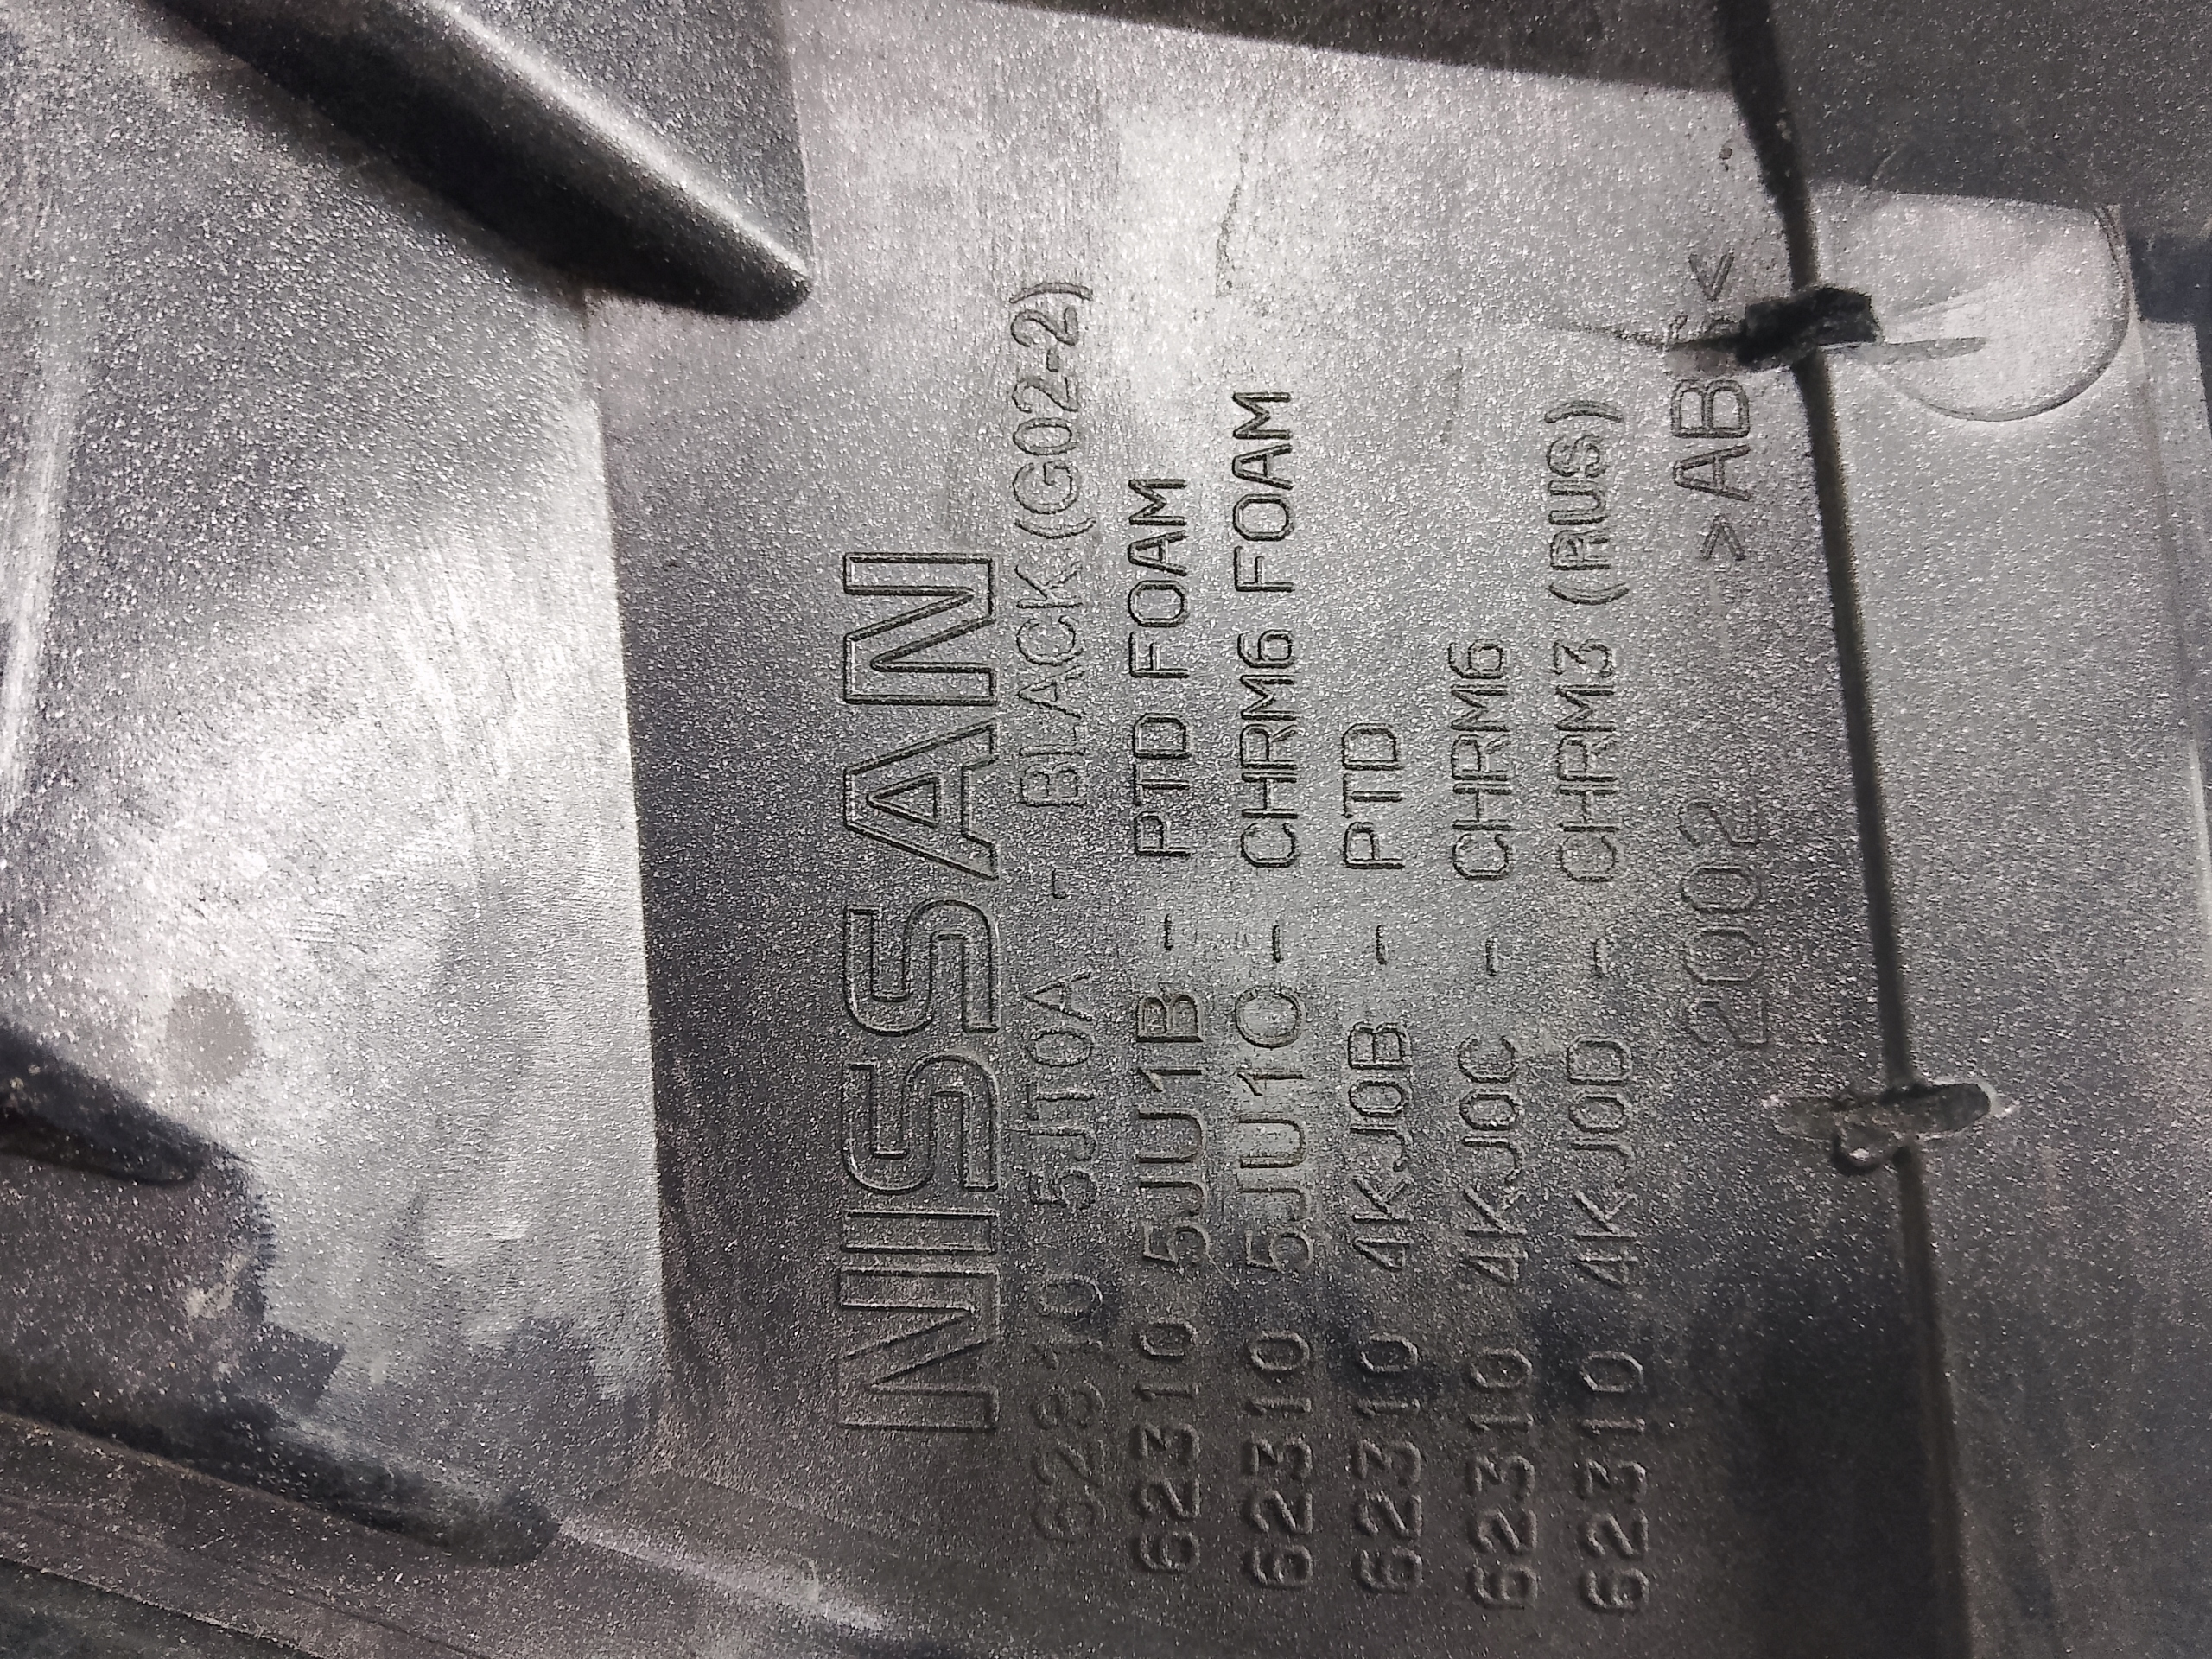 NISSAN
62310 5JT0A - BLACK (G02-2)
62310 5JU1B - PTD FOAM
62310 5JU1C - CHRM6 FOAM
62310 4KJ0B - PTD
62310 4KJ0C - CHRM6
62310 4KJ0D - CHRM3 (RUS)
2002 >ABS<